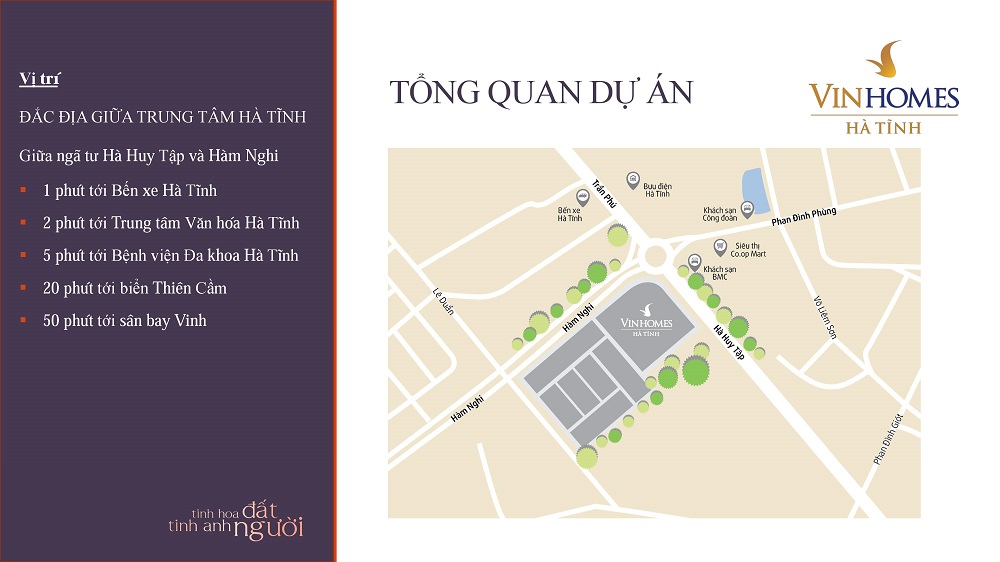 Vị trí
ĐẮC ĐỊA GIỮA TRUNG TÂM HÀ TĨNH
Giữa ngã tư Hà Huy Tập và Hàm Nghi
1 phút tới Bến xe Hà Tĩnh
2 phút tới Trung tâm Văn hoá Hà Tĩnh
5 phút tới Bệnh viện Đa khoa Hà Tĩnh
20 phút tới biển Thiên Cầm
50 phút tới sân bay Vinh
tinh hoa đất
tinh anh người
TỔNG QUAN DỰ ÁN
VINHOMES
HÀ TĨNH
Trần Phú
Bưu điện
Hà Tĩnh
Bến xe
Hà Tĩnh
Khách sạn
Công đoàn
Phan Đình Phùng
Siêu thị
Co.op Mart
Khách sạn
BMC
Lê Duẩn
Hàm Nghi
VINHOMES
HÀ TĨNH
Hà Huy Tập
Võ Liêm Sơn
Hàm Nghi
Phan Đình Giót